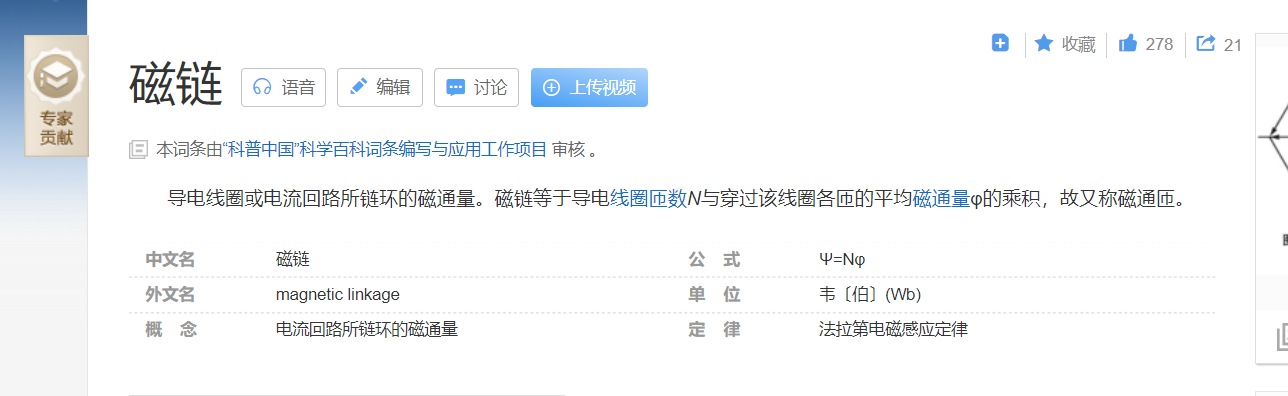 收藏 278 21
专家
贡献
磁链 语音 编辑 讨论 上传视频
本词条由“科普中国”科学百科词条编写与应用工作项目 审核 。
导电线圈或电流回路所链环的磁通量。磁链等于导电线圈匝数N与穿过该线圈各匝的平均磁通量φ的乘积，故又称磁通匝。
中文名 磁链 公 式 Ψ=Nφ
外文名 magnetic linkage 单 位 韦〔伯〕(Wb)
概 念 电流回路所链环的磁通量 定 律 法拉第电磁感应定律